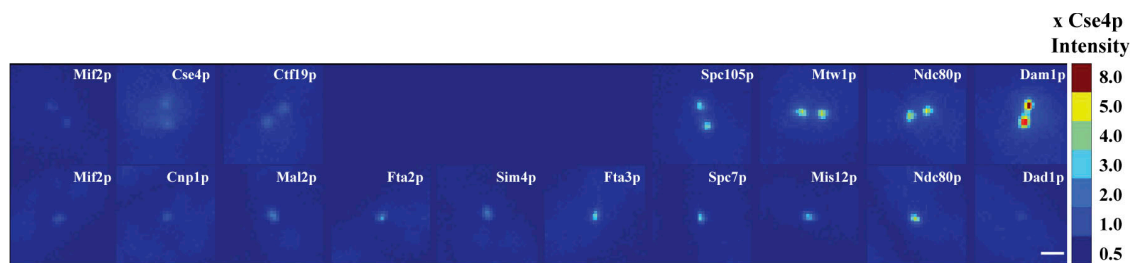 x Cse4p
Intensity
Mif2p Cse4p Ctf19p Spc105p Mtw1p Ndc80p Dam1p
8.0
5.0
4.0
3.0
2.0
1.0
0.5
Mif2p Cnp1p Mal2p Fta2p Sim4p Fta3p Spc7p Mis12p Ndc80p Dad1p